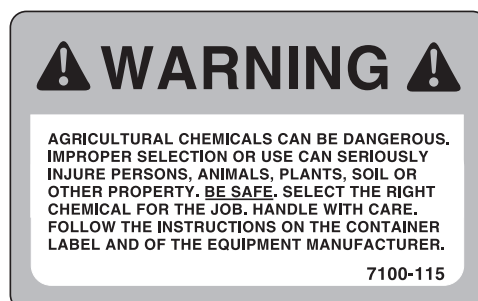 WARNING
AGRICULTURAL CHEMICALS CAN BE DANGEROUS.
IMPROPER SELECTION OR USE CAN SERIOUSLY
INJURE PERSONS, ANIMALS, PLANTS, SOIL OR
OTHER PROPERTY. BE SAFE. SELECT THE RIGHT
CHEMICAL FOR THE JOB. HANDLE WITH CARE.
FOLLOW THE INSTRUCTIONS ON THE CONTAINER
LABEL AND OF THE EQUIPMENT MANUFACTURER.
7100-115